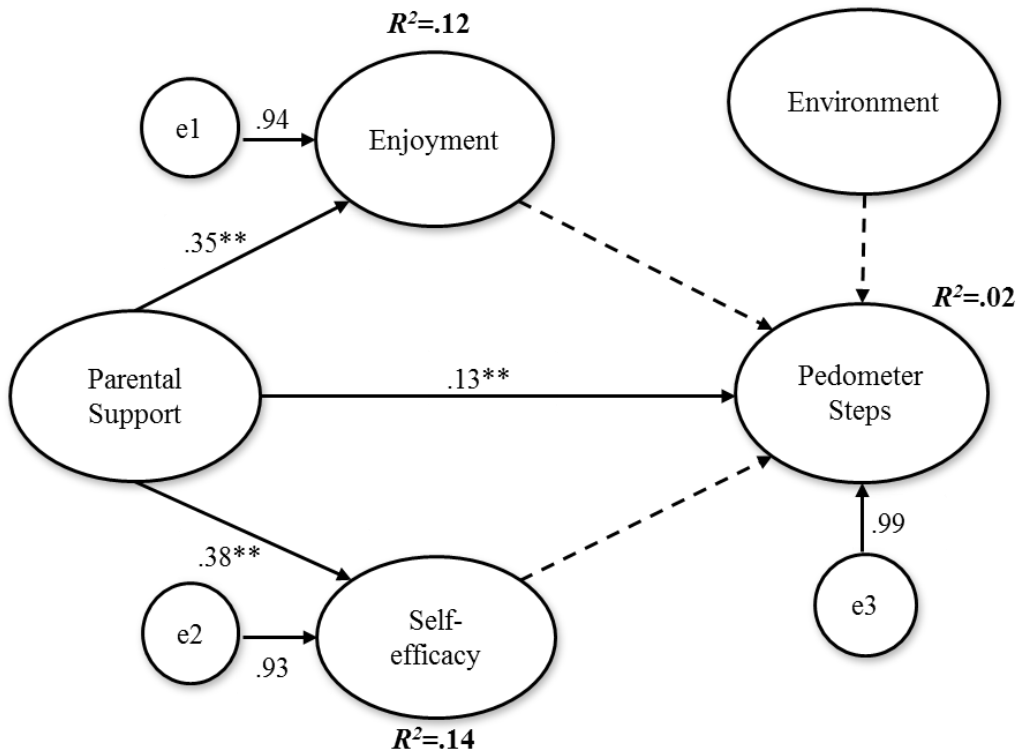 R²=.12
e1
.94
Enjoyment
Environment
.35**
R²=.02
Parental
Support
.13**
Pedometer
Steps
.38**
.99
e2
.93
Self-
efficacy
e3
R²=.14